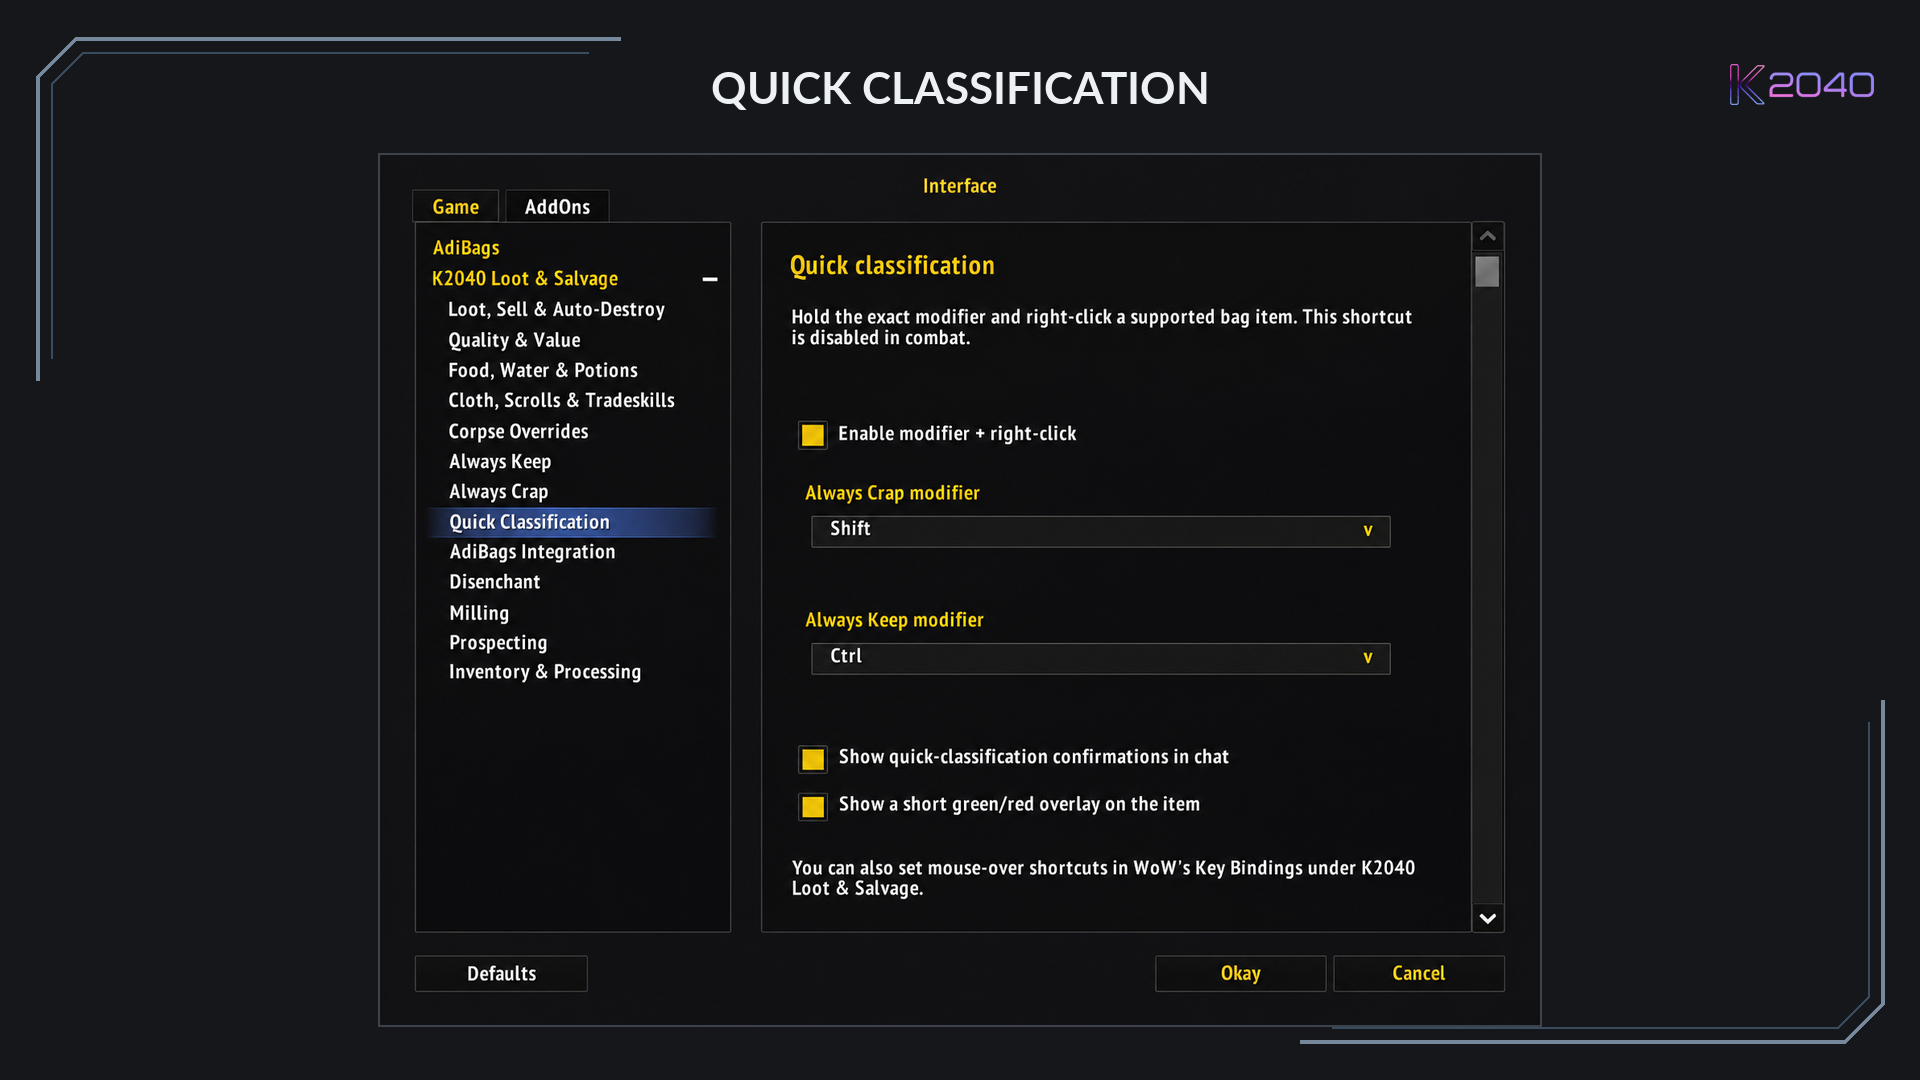 QUICK CLASSIFICATION
K2040
Interface
Game
AddOns
AdiBags
K2040 Loot & Salvage
Loot, Sell & Auto-Destroy
Quality & Value
Food, Water & Potions
Cloth, Scrolls & Tradeskills
Corpse Overrides
Always Keep
Always Crap
Quick Classification
AdiBags Integration
Disenchant
Milling
Prospecting
Inventory & Processing
Quick classification
Hold the exact modifier and right-click a supported bag item. This shortcut
is disabled in combat.
Enable modifier + right-click
Always Crap modifier
Shift
Always Keep modifier
Ctrl
Show quick-classification confirmations in chat
Show a short green/red overlay on the item
You can also set mouse-over shortcuts in WoW's Key Bindings under K2040
Loot & Salvage.
Defaults
Okay
Cancel